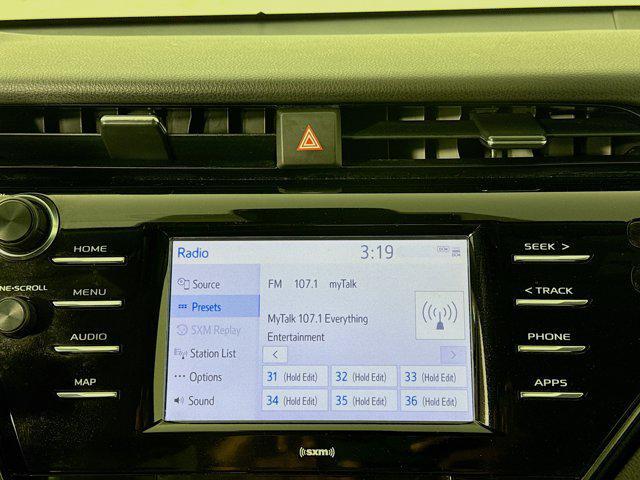 Radio 3:19
Source
Presets
SXM Replay
Station List
Options
Sound
FM 107.1 myTalk
MyTalk 107.1 Everything
Entertainment
< >
31 (Hold Edit) 32 (Hold Edit) 33 (Hold Edit)
34 (Hold Edit) 35 (Hold Edit) 36 (Hold Edit)
HOME
MENU
AUDIO
MAP
NE•SCROLL
SEEK >
< TRACK
PHONE
APPS
((sxm))